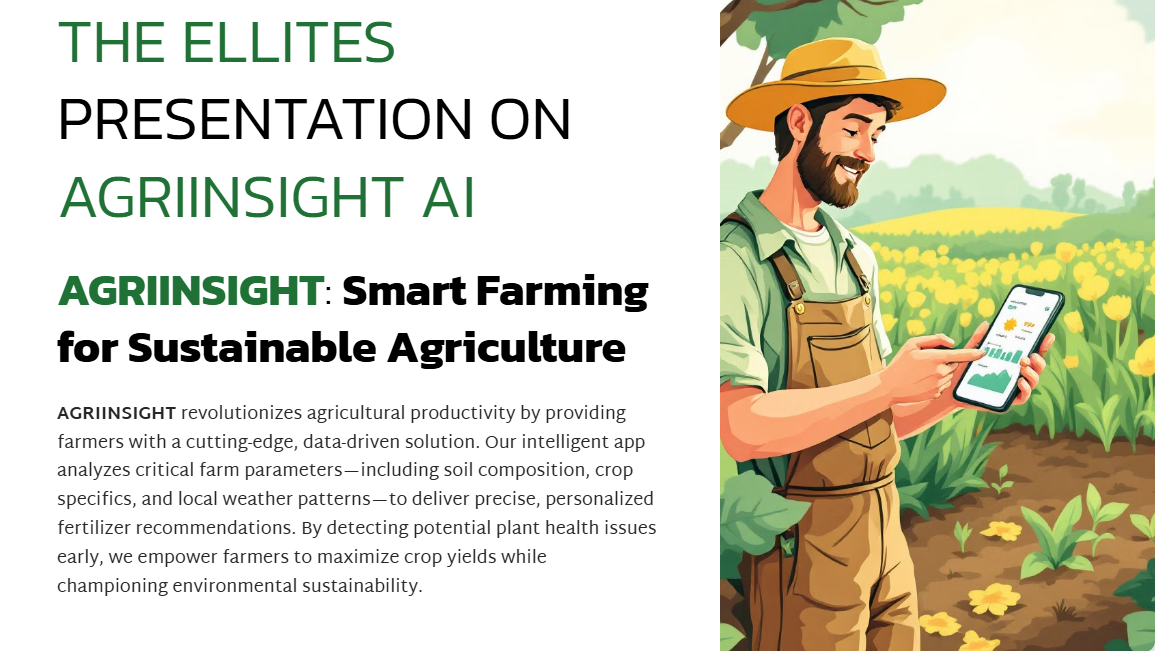 THE ELLITES
PRESENTATION ON
AGRIINSIGHT AI
AGRIINSIGHT: Smart Farming
for Sustainable Agriculture
AGRIINSIGHT revolutionizes agricultural productivity by providing
farmers with a cutting-edge, data-driven solution. Our intelligent app
analyzes critical farm parameters—including soil composition, crop
specifics, and local weather patterns—to deliver precise, personalized
fertilizer recommendations. By detecting potential plant health issues
early, we empower farmers to maximize crop yields while
championing environmental sustainability.